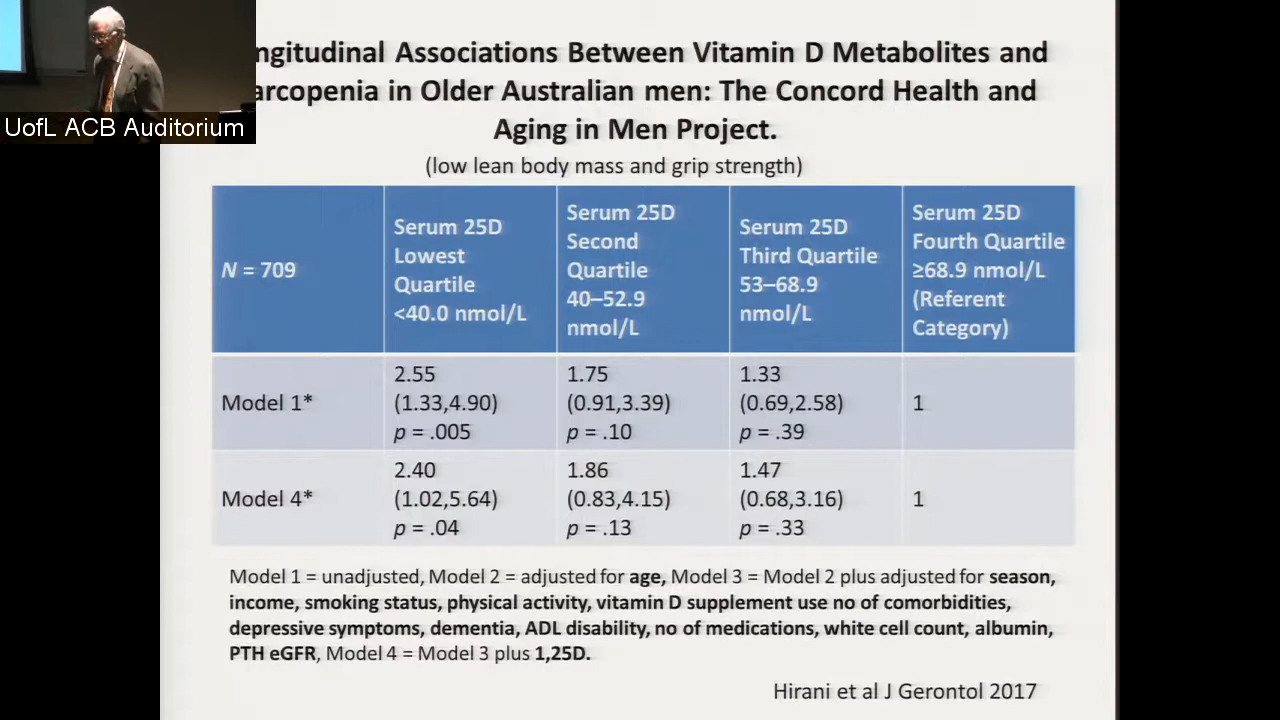 UofL ACB Auditorium
ngitudinal Associations Between Vitamin D Metabolites and
arcopenia in Older Australian men: The Concord Health and
Aging in Men Project.
(low lean body mass and grip strength)
N = 709
Serum 25D
Lowest
Quartile
<40.0 nmol/L
Serum 25D
Second
Quartile
40–52.9
nmol/L
Serum 25D
Third Quartile
53–68.9
nmol/L
Serum 25D
Fourth Quartile
≥68.9 nmol/L
(Referent
Category)
Model 1*
2.55
(1.33,4.90)
p = .005
1.75
(0.91,3.39)
p = .10
1.33
(0.69,2.58)
p = .39
1
Model 4*
2.40
(1.02,5.64)
p = .04
1.86
(0.83,4.15)
p = .13
1.47
(0.68,3.16)
p = .33
1
Model 1 = unadjusted, Model 2 = adjusted for age, Model 3 = Model 2 plus adjusted for season,
income, smoking status, physical activity, vitamin D supplement use no of comorbidities,
depressive symptoms, dementia, ADL disability, no of medications, white cell count, albumin,
PTH eGFR, Model 4 = Model 3 plus 1,25D.
Hirani et al J Gerontol 2017